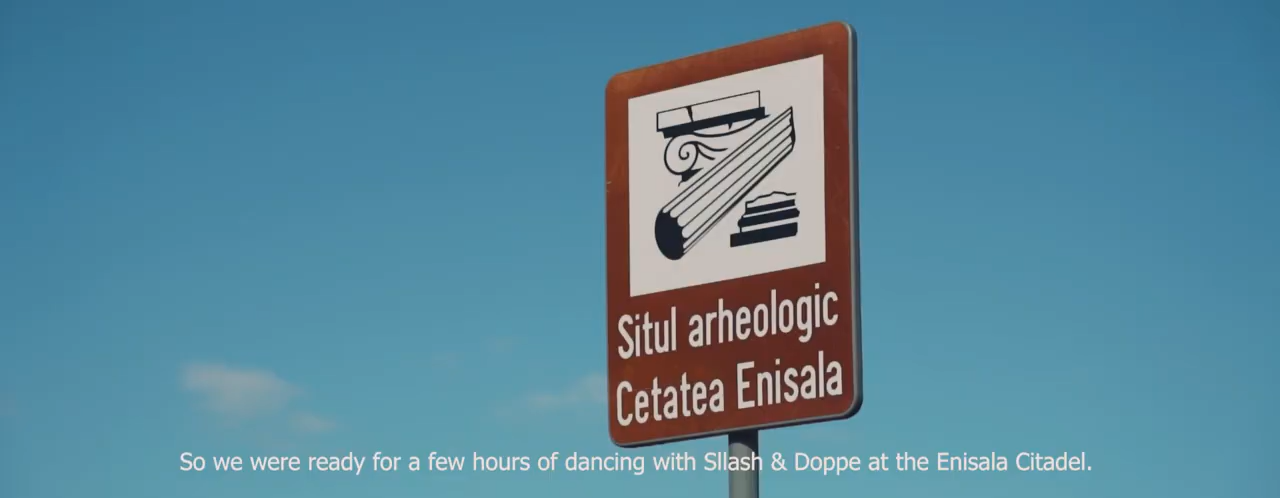 Situl arheologic
Cetatea Enisala
So we were ready for a few hours of dancing with Sllash & Doppe at the Enisala Citadel.